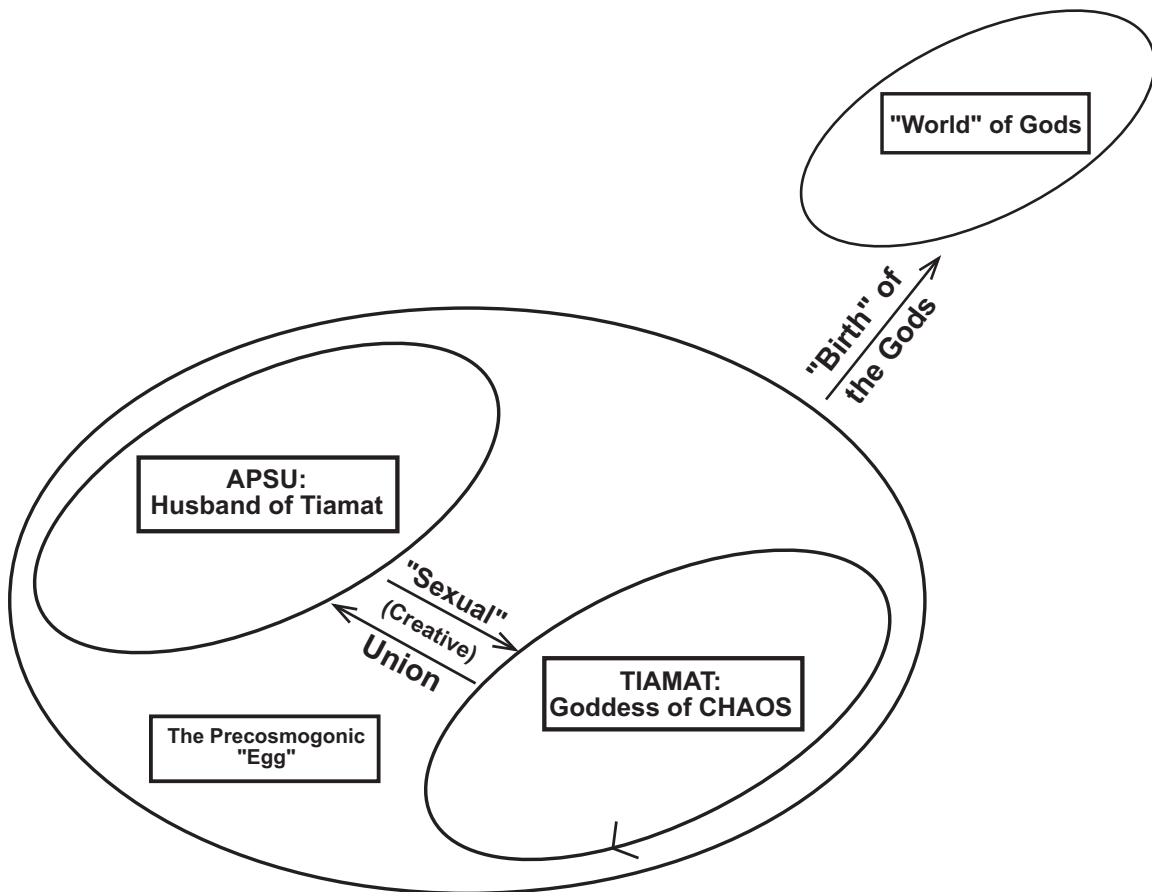 "World" of Gods
"Birth" of
the Gods
APSU:
Husband of Tiamat
"Sexual"
(Creative)
Union
TIAMAT:
Goddess of CHAOS
The Precosmogonic
"Egg"